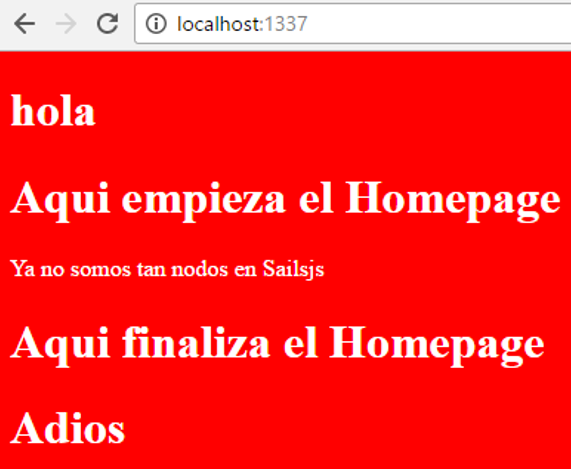 localhost:1337
hola
Aqui empieza el Homepage
Ya no somos tan nodos en Sailsjs
Aqui finaliza el Homepage
Adios